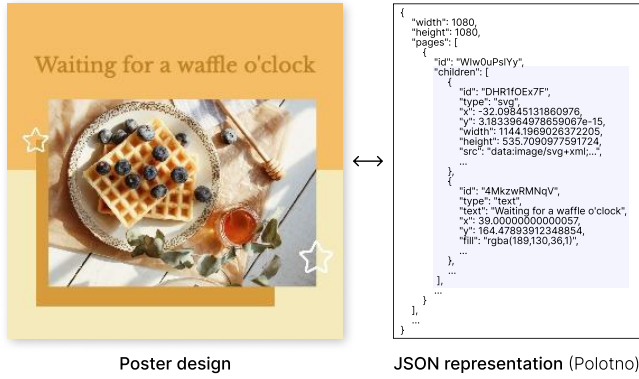 Waiting for a waffle o'clock
Poster design
{
"width": 1080,
"height": 1080,
"pages": [
{
"id": "WIw0uPslYy",
"children": [
{
"id": "DHR1fOEx7F",
"type": "svg",
"x": -32.09845131860976,
"y": 3.1833964978659067e-15,
"width": 1144.1969026372205,
"height": 535.7090977591724,
"src": "data:image/svg+xml;...",
...
},
{
"id": "4MkzwRMNqV",
"type": "text",
"text": "Waiting for a waffle o'clock",
"x": 39.00000000000057,
"y": 164.47893912348854,
"fill": "rgba(189,130,36,1)",
...
},
...
],
...
}
],
...
}
JSON representation (Polotno)